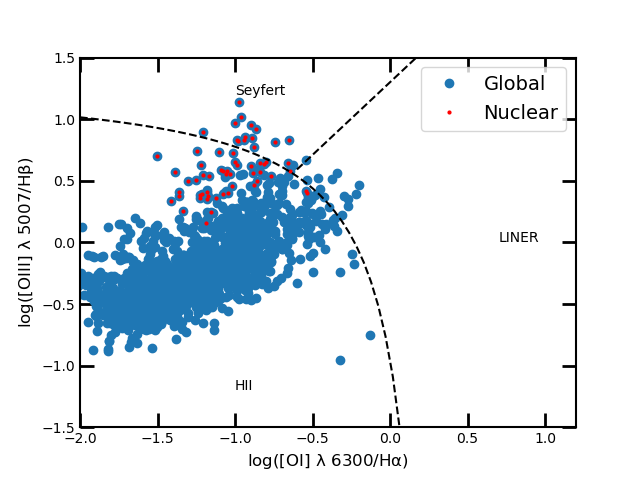 1.5
1.0
0.5
0.0
−0.5
−1.0
−1.5
−2.0 −1.5 −1.0 −0.5 0.0 0.5 1.0
log([OIII] λ 5007/Hβ)
log([OI] λ 6300/Hα)
Seyfert
LINER
HII
Global
Nuclear